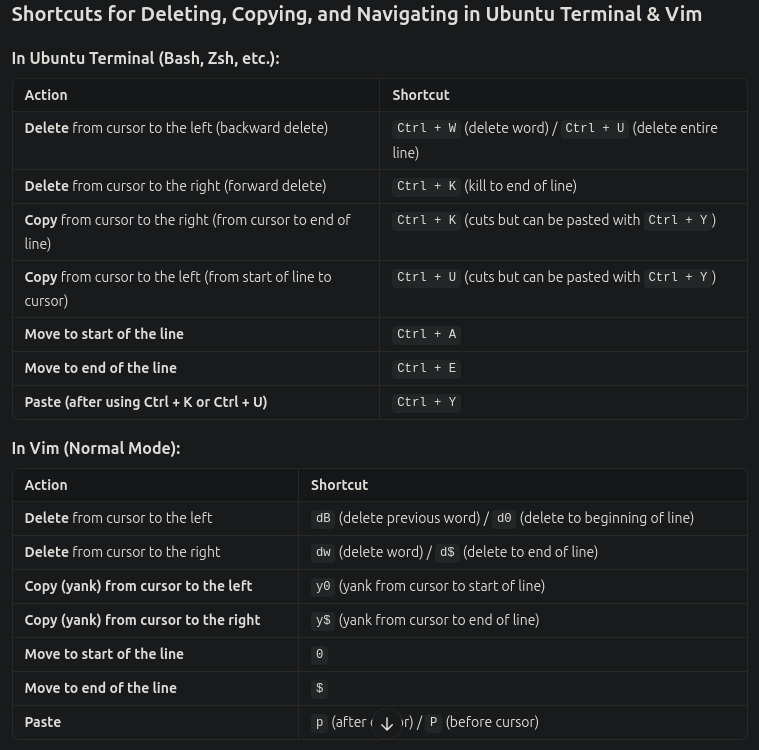 Shortcuts for Deleting, Copying, and Navigating in Ubuntu Terminal & Vim
In Ubuntu Terminal (Bash, Zsh, etc.):
Action Shortcut
Delete from cursor to the left (backward delete) Ctrl + W (delete word) / Ctrl + U (delete entire
line)
Delete from cursor to the right (forward delete) Ctrl + K (kill to end of line)
Copy from cursor to the right (from cursor to end of Ctrl + K (cuts but can be pasted with Ctrl + Y )
line)
Copy from cursor to the left (from start of line to Ctrl + U (cuts but can be pasted with Ctrl + Y )
cursor)
Move to start of the line Ctrl + A
Move to end of the line Ctrl + E
Paste (after using Ctrl + K or Ctrl + U) Ctrl + Y
In Vim (Normal Mode):
Action Shortcut
Delete from cursor to the left dB (delete previous word) / d0 (delete to beginning of line)
Delete from cursor to the right dw (delete word) / d$ (delete to end of line)
Copy (yank) from cursor to the left y0 (yank from cursor to start of line)
Copy (yank) from cursor to the right y$ (yank from cursor to end of line)
Move to start of the line 0
Move to end of the line $
Paste p (after / P (before cursor)